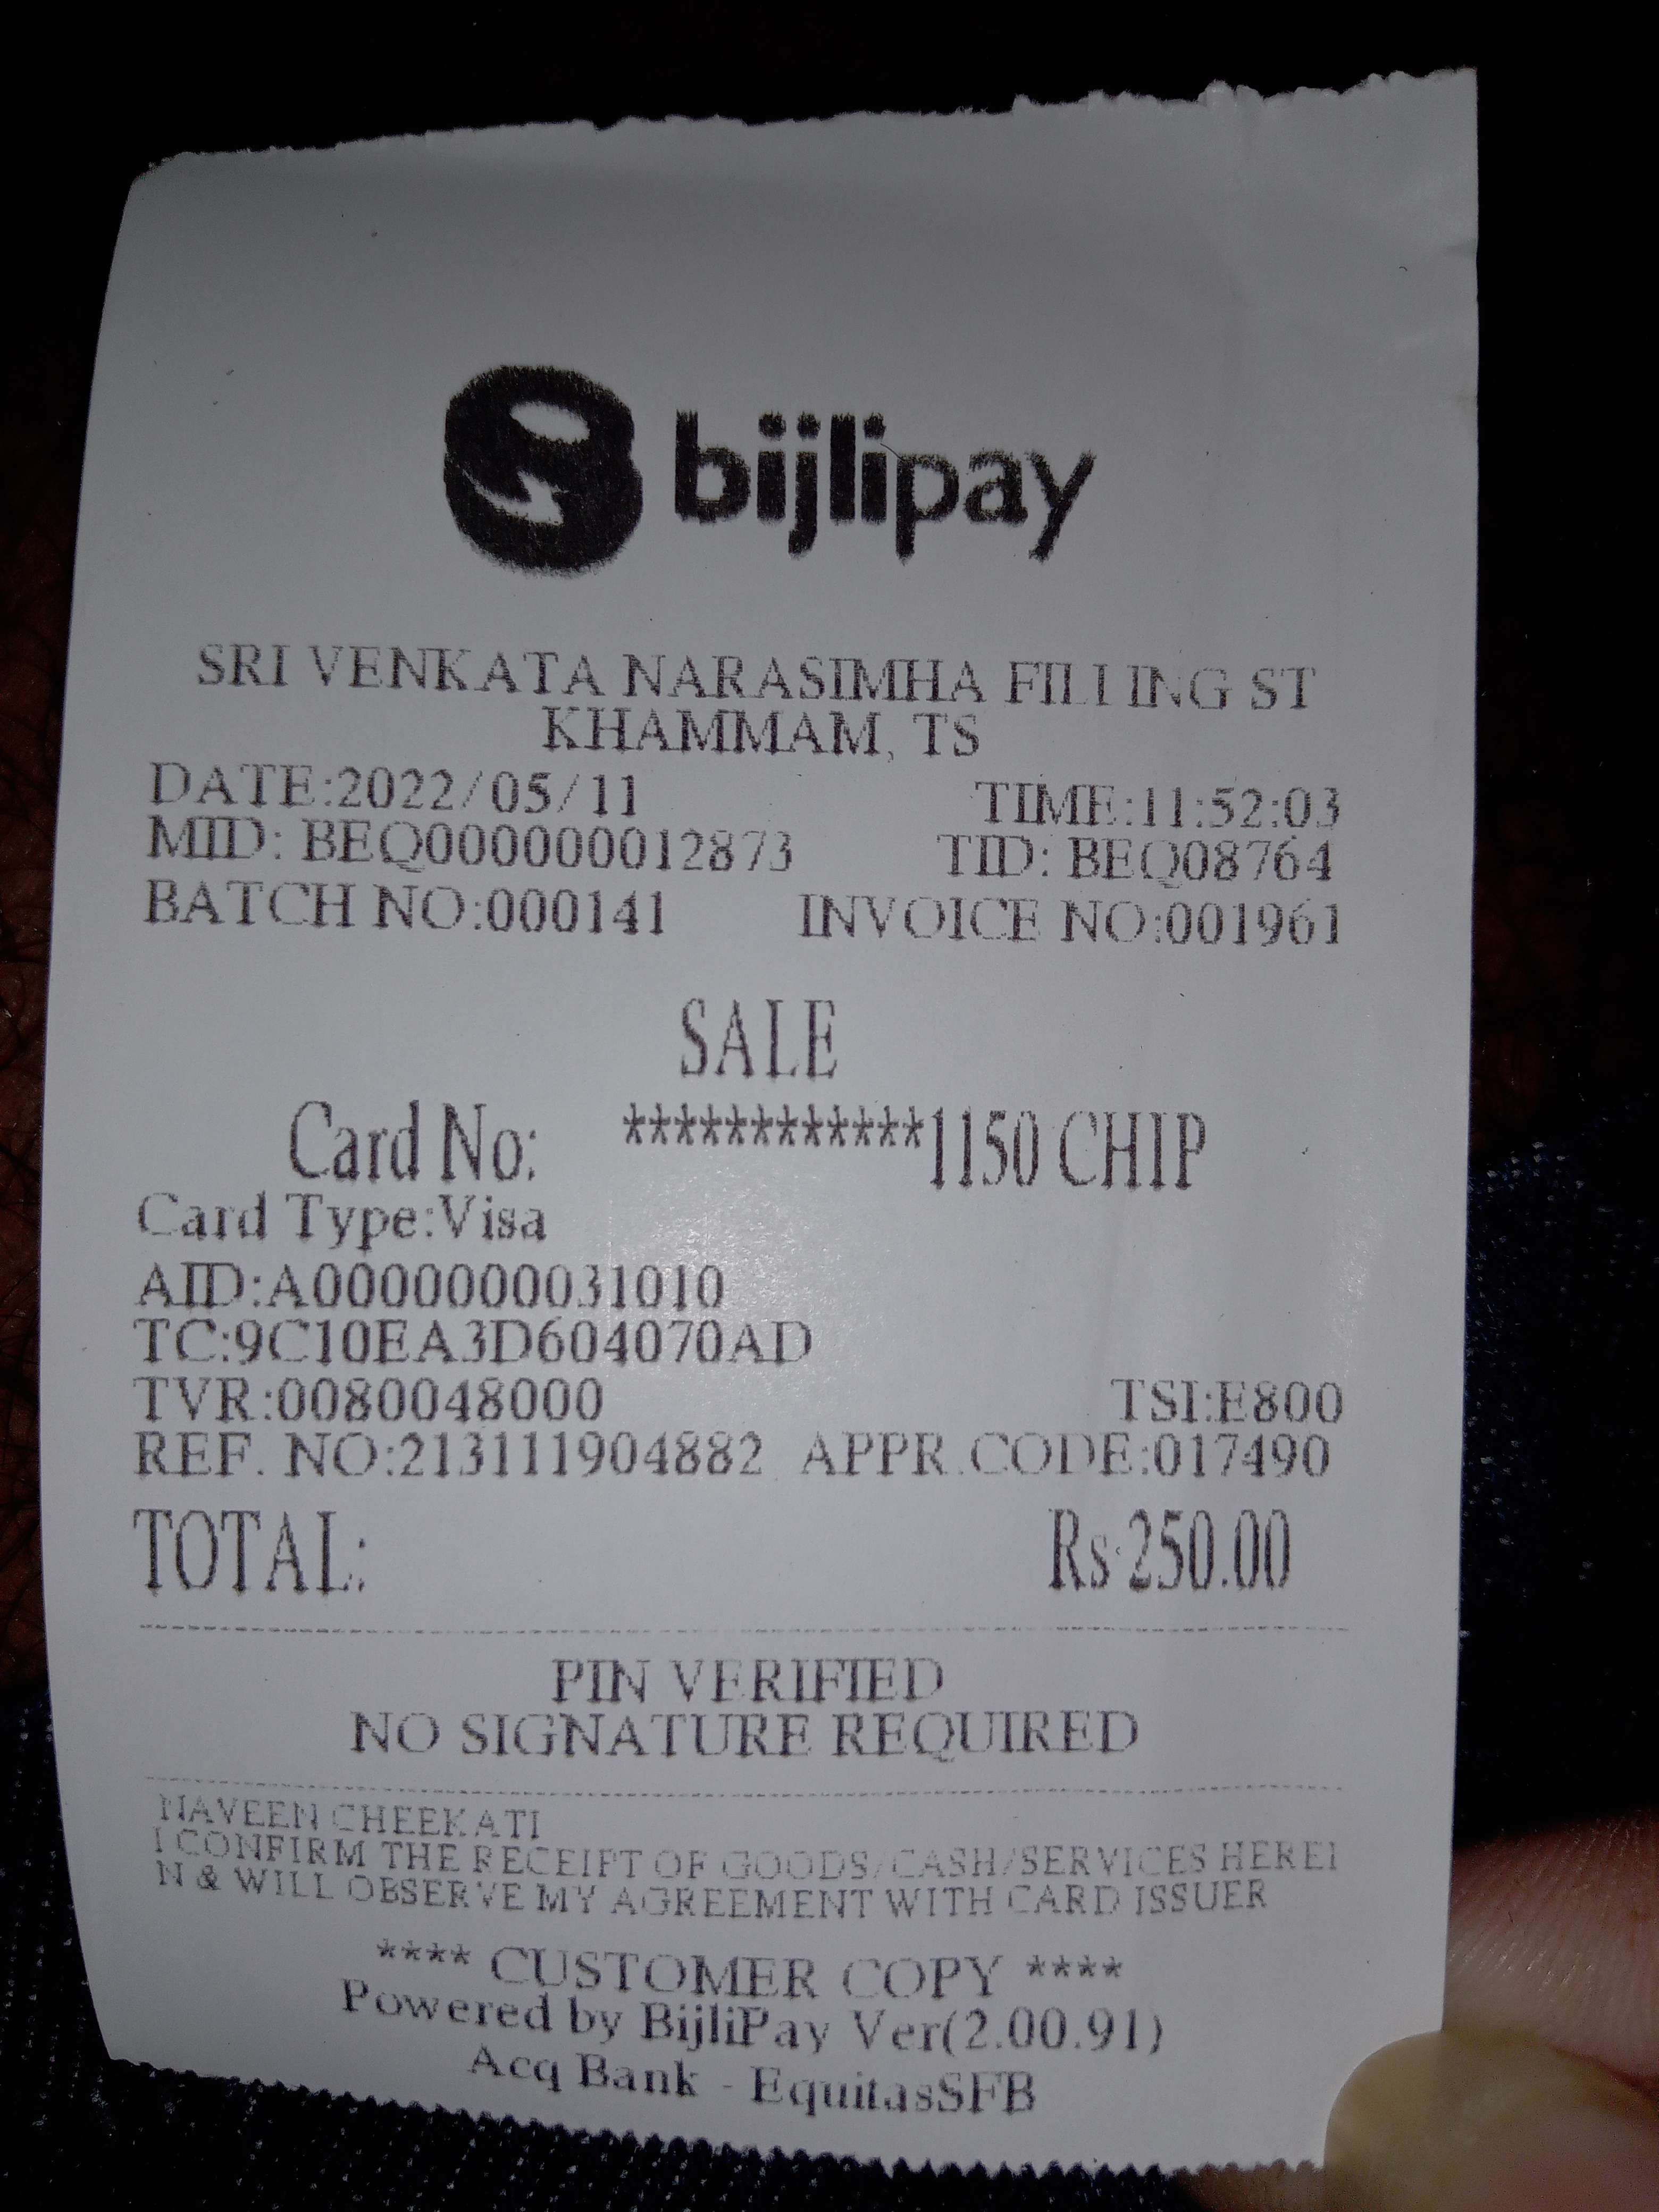 bijlipay
SRI VENKATA NARASIMHA FILLING ST
KHAMMAM, TS
DATE:2022/05/11 TIME:11:52:03
MID: BEQ000000012873 TID: BEQ08764
BATCH NO:000141 INVOICE NO:001961
SALE
Card No: ************1150 CHIP
Card Type:Visa
AID:A0000000031010
TC:9C10EA3D604070AD
TVR:0080048000 TSI:E800
REF. NO:213111904882 APPR.CODE:017490
TOTAL: Rs.250.00
PIN VERIFIED
NO SIGNATURE REQUIRED
NAVEEN CHEEKATI
I CONFIRM THE RECEIPT OF GOODS/CASH/SERVICES HEREI
N & WILL OBSERVE MY AGREEMENT WITH CARD ISSUER
**** CUSTOMER COPY ****
Powered by BijliPay Ver(2.00.91)
Acq Bank - EquitasSFB